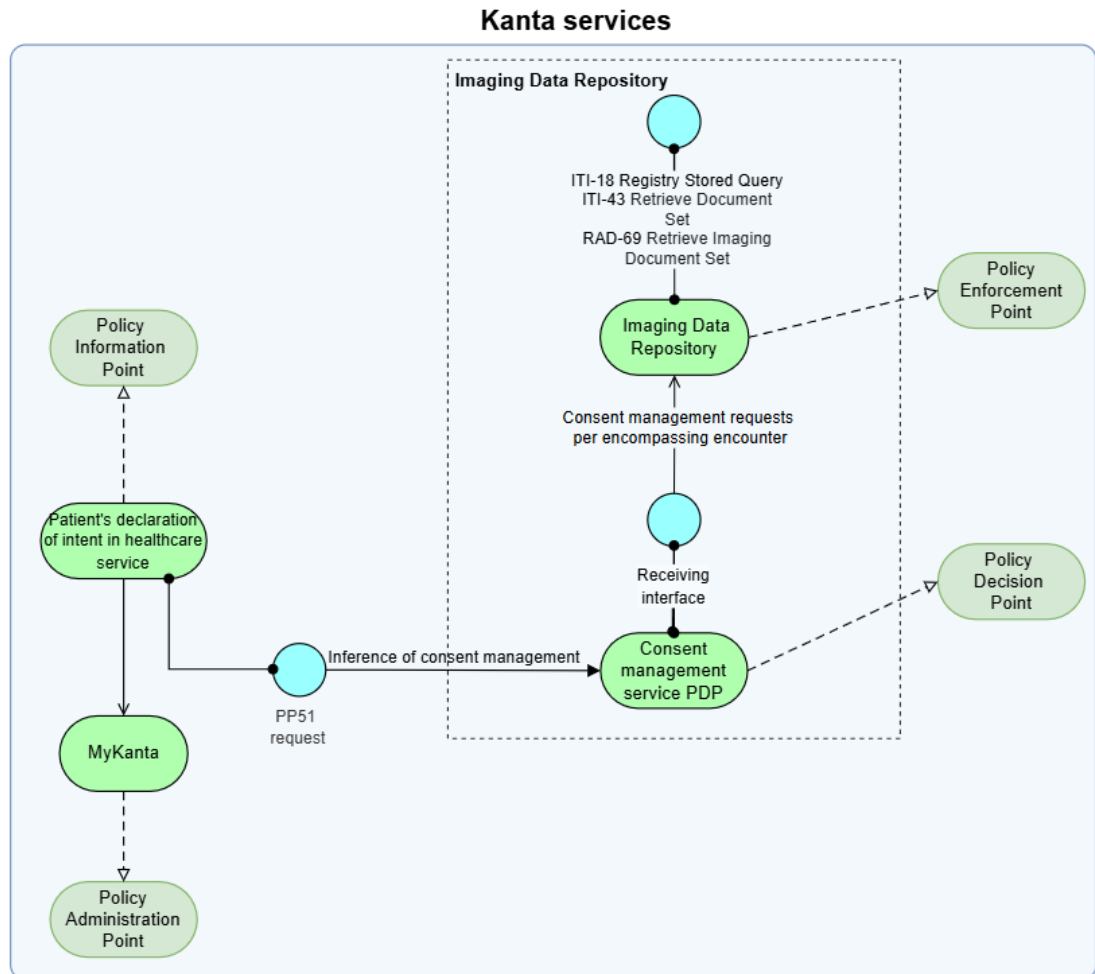 Kanta services
Imaging Data Repository
ITI-18 Registry Stored Query
ITI-43 Retrieve Document
Set
RAD-69 Retrieve Imaging
Document Set
Policy
Enforcement
Point
Imaging Data
Repository
Policy
Information
Point
Consent management requests
per encompassing encounter
Patient's declaration
of intent in healthcare
service
Receiving
interface
Policy
Decision
Point
Inference of consent management
Consent
management
service PDP
PP51
request
MyKanta
Policy
Administration
Point